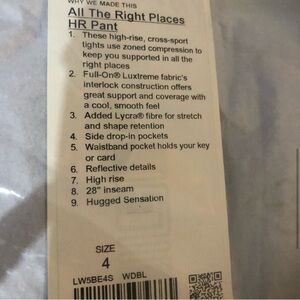 WHY WE MADE THIS
All The Right Places
HR Pant
1. These high-rise, cross-sport
tights use zoned compression to
keep you supported in all the
right places
2. Full-On® Luxtreme fabric's
interlock construction offers
great support and coverage with
a cool, smooth feel
3. Added Lycra® fibre for stretch
and shape retention
4. Side drop-in pockets
5. Waistband pocket holds your key
or card
6. Reflective details
7. High rise
8. 28" inseam
9. Hugged Sensation
SIZE
4
LW5BE4S WDBL